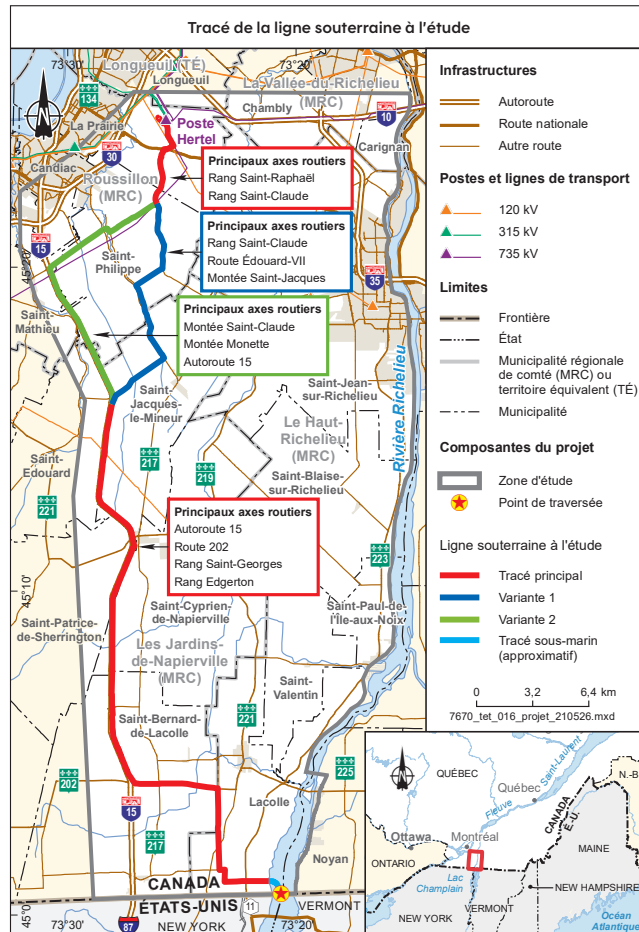 Tracé de la ligne souterraine à l'étude
73°30'
73°20'
Longueuil (TÉ)
Longueuil
La Vallée-du-Richelieu
(MRC)
134
Chambly
10
La Prairie
Poste
Hertel
Carignan
30
Candiac
Roussillon
(MRC)
Principaux axes routiers
Rang Saint-Raphaël
Rang Saint-Claude
15
45°20'
Saint-
Philippe
Principaux axes routiers
Rang Saint-Claude
Route Édouard-VII
Montée Saint-Jacques
35
Saint-
Mathieu
Principaux axes routiers
Montée Saint-Claude
Montée Monette
Autoroute 15
Saint-
Jacques-
le-Mineur
Saint-Jean-
sur-Richelieu
Rivière Richelieu
Le Haut-
Richelieu
(MRC)
Saint-
Edouard
217
219
221
Saint-Blaise-
sur-Richelieu
Principaux axes routiers
Autoroute 15
Route 202
Rang Saint-Georges
Rang Edgerton
223
45°10'
Saint-Cyprien-
de-Napierville
Saint-Paul-de-
l'Île-aux-Noix
Saint-Patrice-
de-Sherrington
Les Jardins-
de-Napierville
(MRC)
Saint-
Valentin
Saint-Bernard-
de-Lacolle
221
202
225
15
Lacolle
217
Noyan
CANADA
ÉTATS-UNIS
11
VERMONT
NEW YORK
87
45°0'
73°30'
73°20'
Infrastructures
Autoroute
Route nationale
Autre route
Postes et lignes de transport
120 kV
315 kV
735 kV
Limites
Frontière
État
Municipalité régionale
de comté (MRC) ou
territoire équivalent (TÉ)
Municipalité
Composantes du projet
Zone d'étude
Point de traversée
Ligne souterraine à l'étude
Tracé principal
Variante 1
Variante 2
Tracé sous-marin
(approximatif)
0 3,2 6,4 km
7670_tet_016_projet_210526.mxd
QUÉBEC
Québec
Fleuve Saint-Laurent
N.-B.
CANADA
É.-U.
Ottawa
Montréal
MAINE
ONTARIO
Lac
Champlain
NEW HAMPSHIRE
VERMONT
NEW YORK
Océan
Atlantique